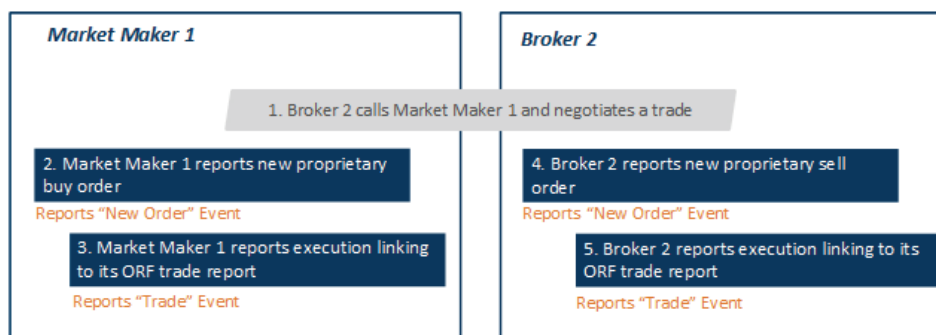 Market Maker 1
Broker 2
1. Broker 2 calls Market Maker 1 and negotiates a trade
2. Market Maker 1 reports new proprietary
buy order
Reports "New Order" Event
3. Market Maker 1 reports execution linking
to its ORF trade report
Reports "Trade" Event
4. Broker 2 reports new proprietary sell
order
Reports "New Order" Event
5. Broker 2 reports execution linking to its
ORF trade report
Reports "Trade" Event